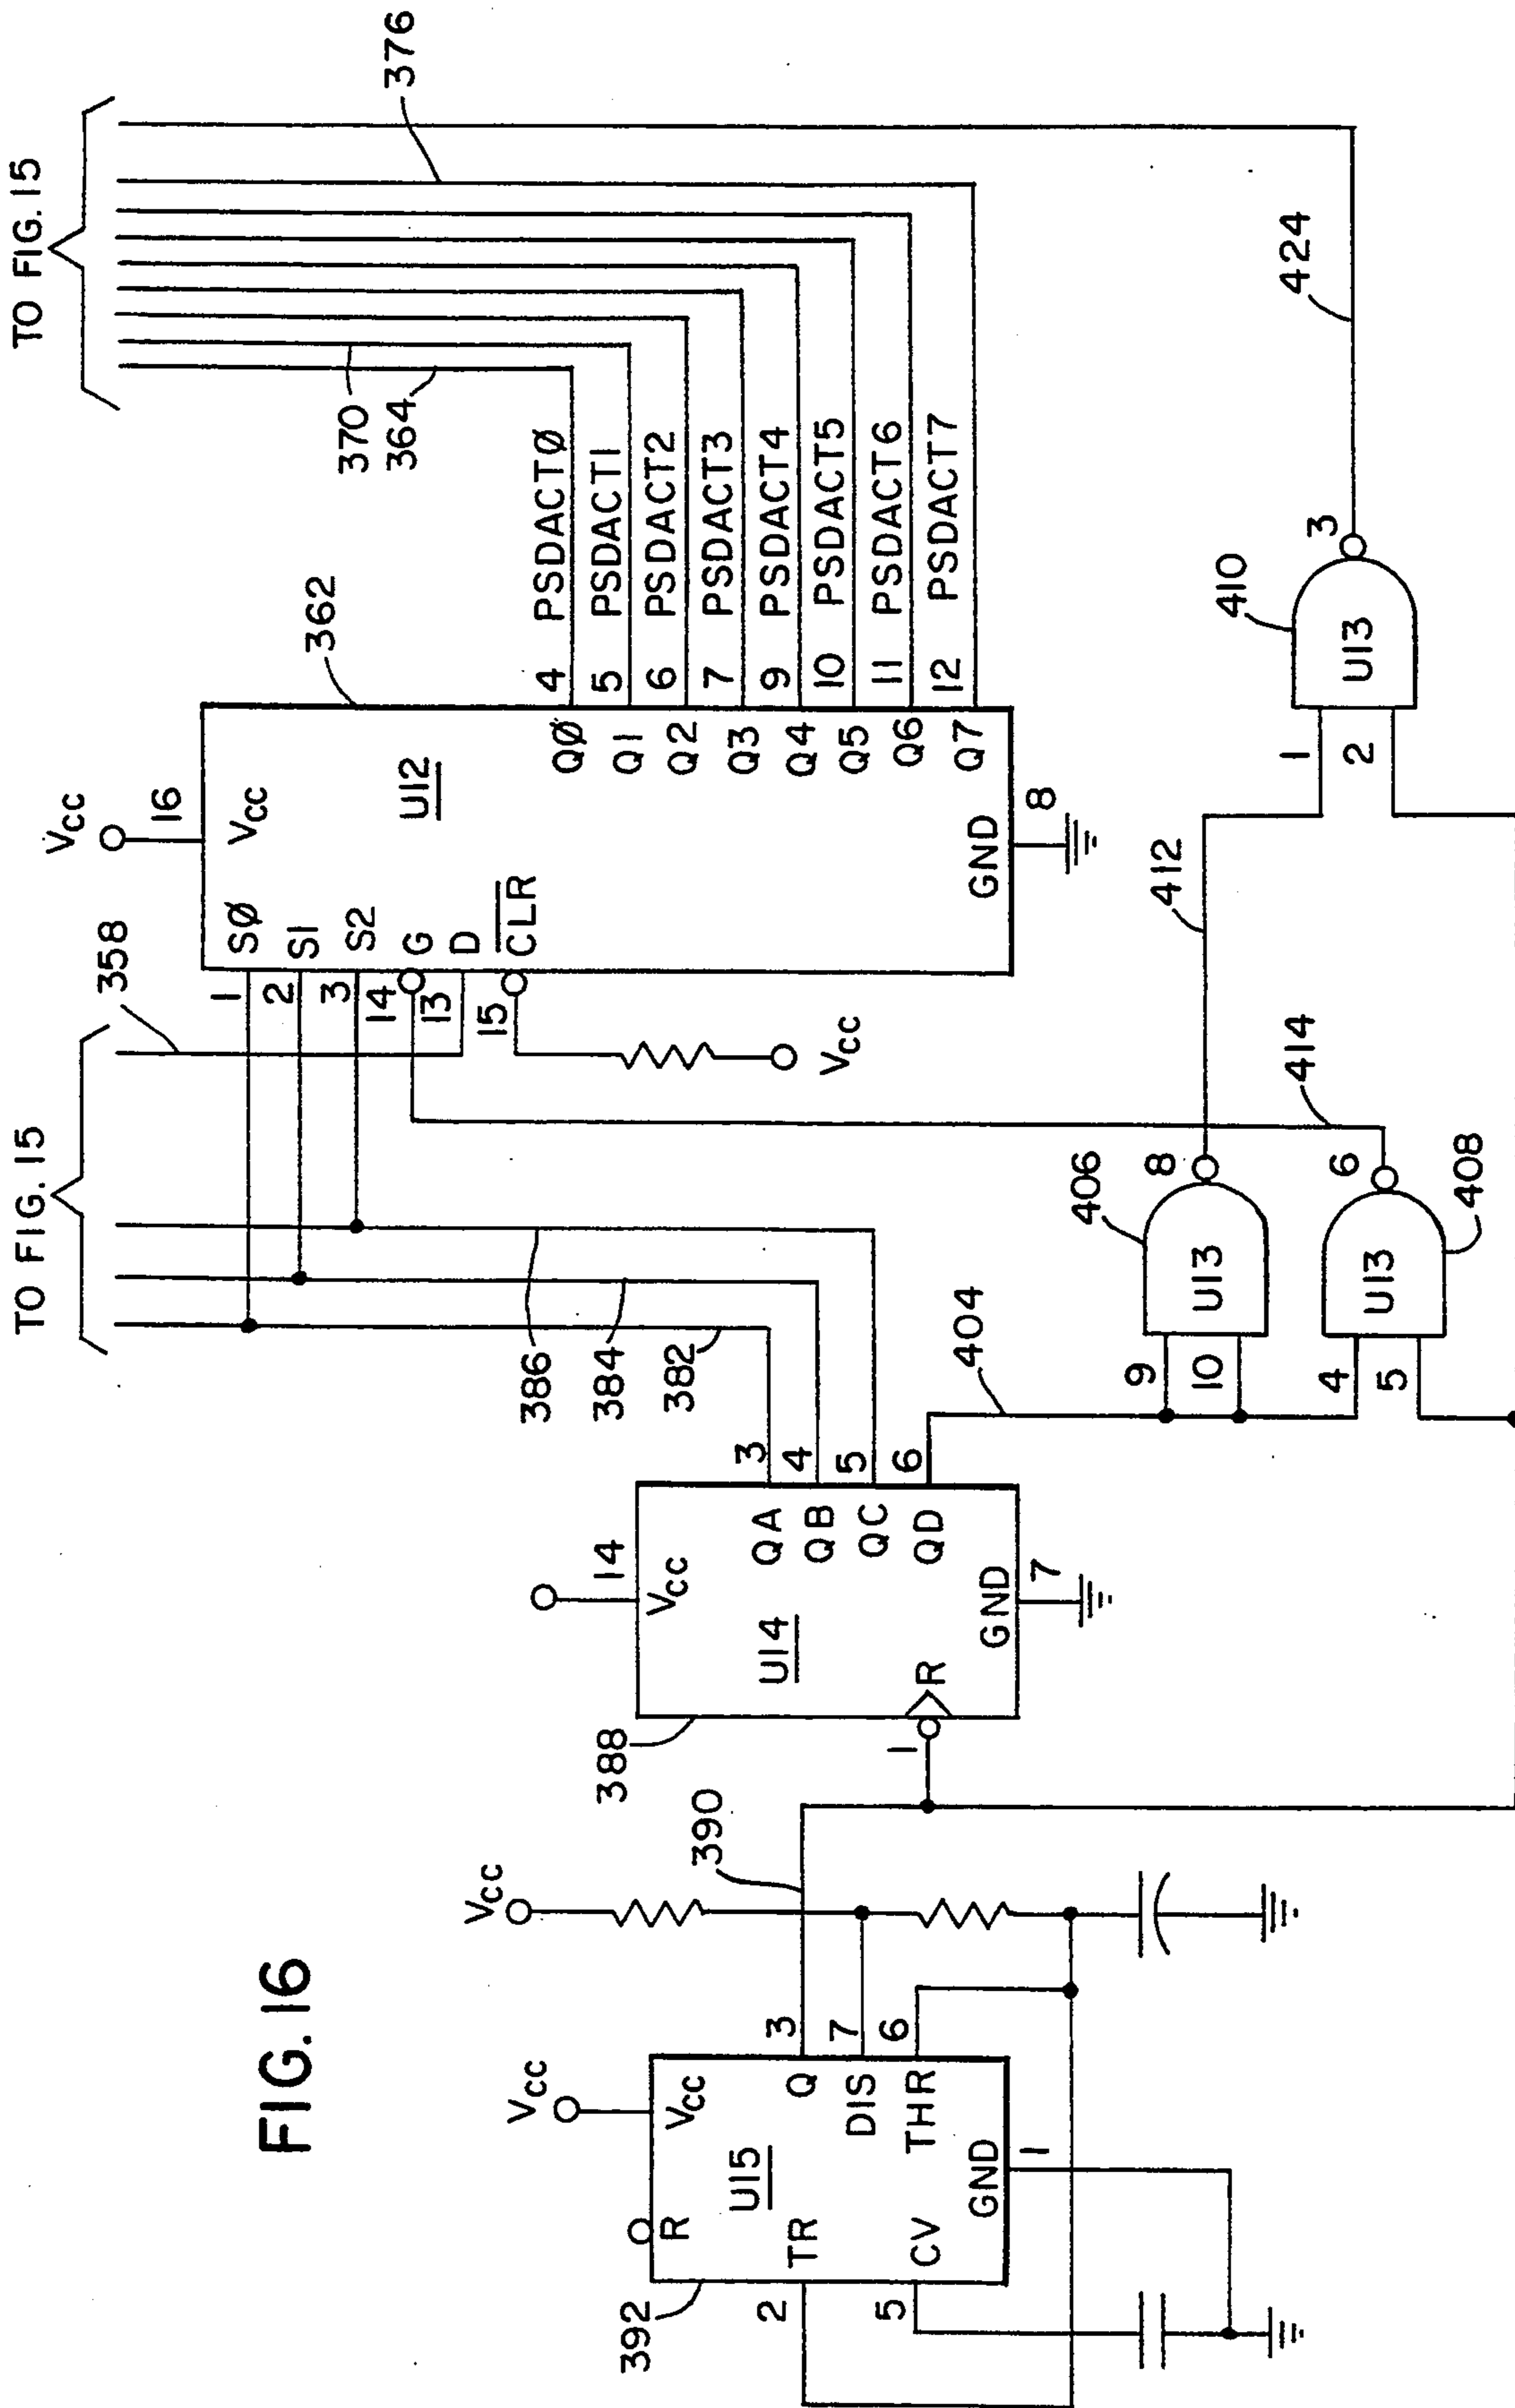 FIG. 16
TO FIG. 15
TO FIG. 15
358
376
370
364
386
384
382
Vcc
392
R
Vcc
U15
TR
CV
Q
DIS
THR
GND
2
5
3
7
6
1
Vcc
390
388
14
Vcc
U14
R
QA
QB
QC
QD
GND
1
3
4
5
6
7
404
Vcc
16
362
Vcc
U12
SØ
S1
S2
G
D
CLR
1
2
3
14
13
15
Vcc
GND
8
QØ
Q1
Q2
Q3
Q4
Q5
Q6
Q7
4 PSDACTØ
5 PSDACT1
6 PSDACT2
7 PSDACT3
9 PSDACT4
10 PSDACT5
11 PSDACT6
12 PSDACT7
406
9
10
U13
8
412
4
5
U13
6
408
414
410
1
2
U13
3
424